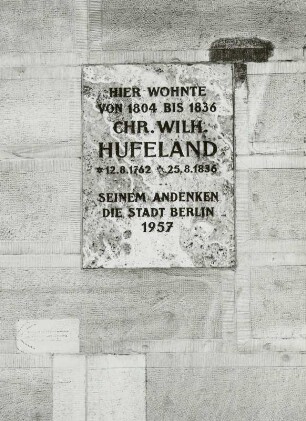 HIER WOHNTE
VON 1804 BIS 1836
CHR. WILH.
HUFELAND
*12.8.1762 25.8.1836
SEINEM ANDENKEN
DIE STADT BERLIN
1957